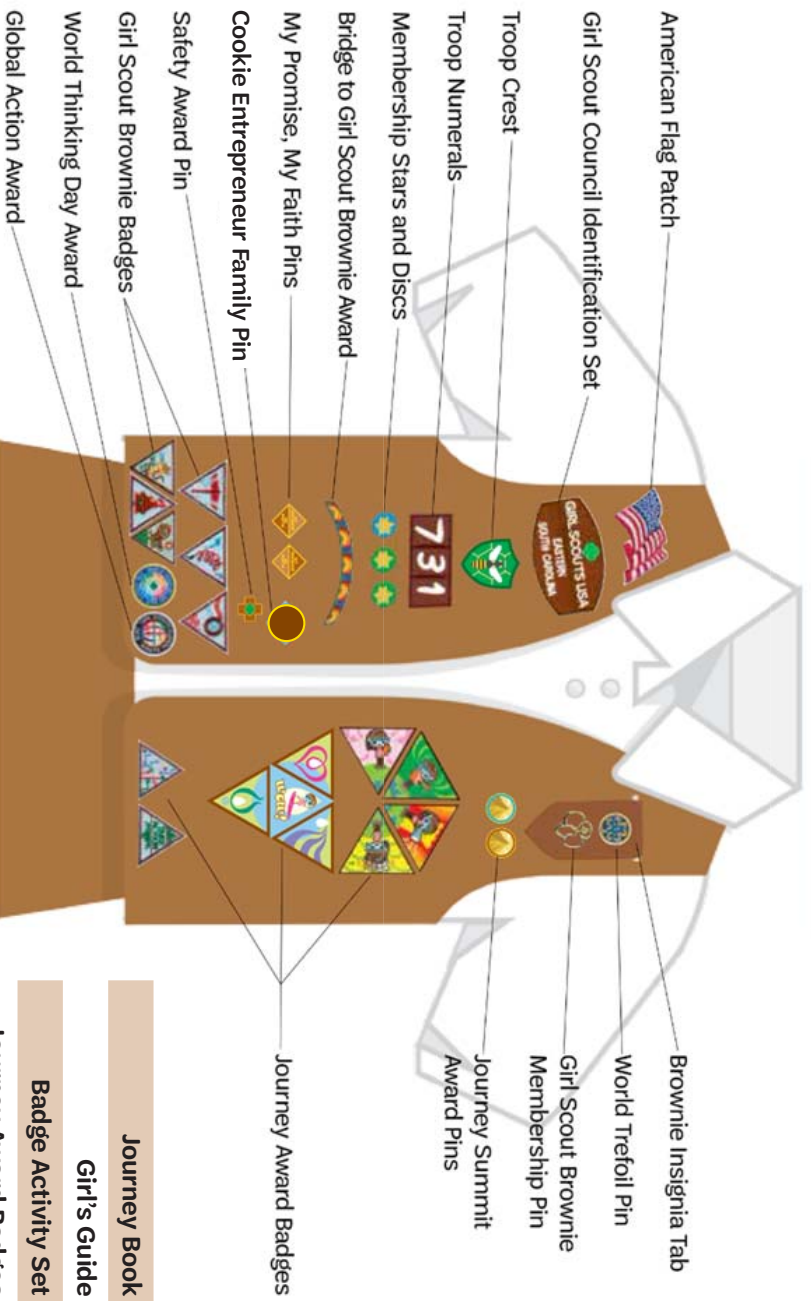 American Flag Patch
Girl Scout Council Identification Set
Troop Crest
Troop Numerals
Membership Stars and Discs
Bridge to Girl Scout Brownie Award
My Promise, My Faith Pins
Cookie Entrepreneur Family Pin
Safety Award Pin
Girl Scout Brownie Badges
World Thinking Day Award
Global Action Award
GIRL SCOUTS USA
EASTERN
SOUTH CAROLINA
731
Brownie Insignia Tab
World Trefoil Pin
Girl Scout Brownie
Membership Pin
Journey Summit
Award Pins
Journey Award Badges
Journey Book
Girl's Guide
Badge Activity Set
Journey Award Badges